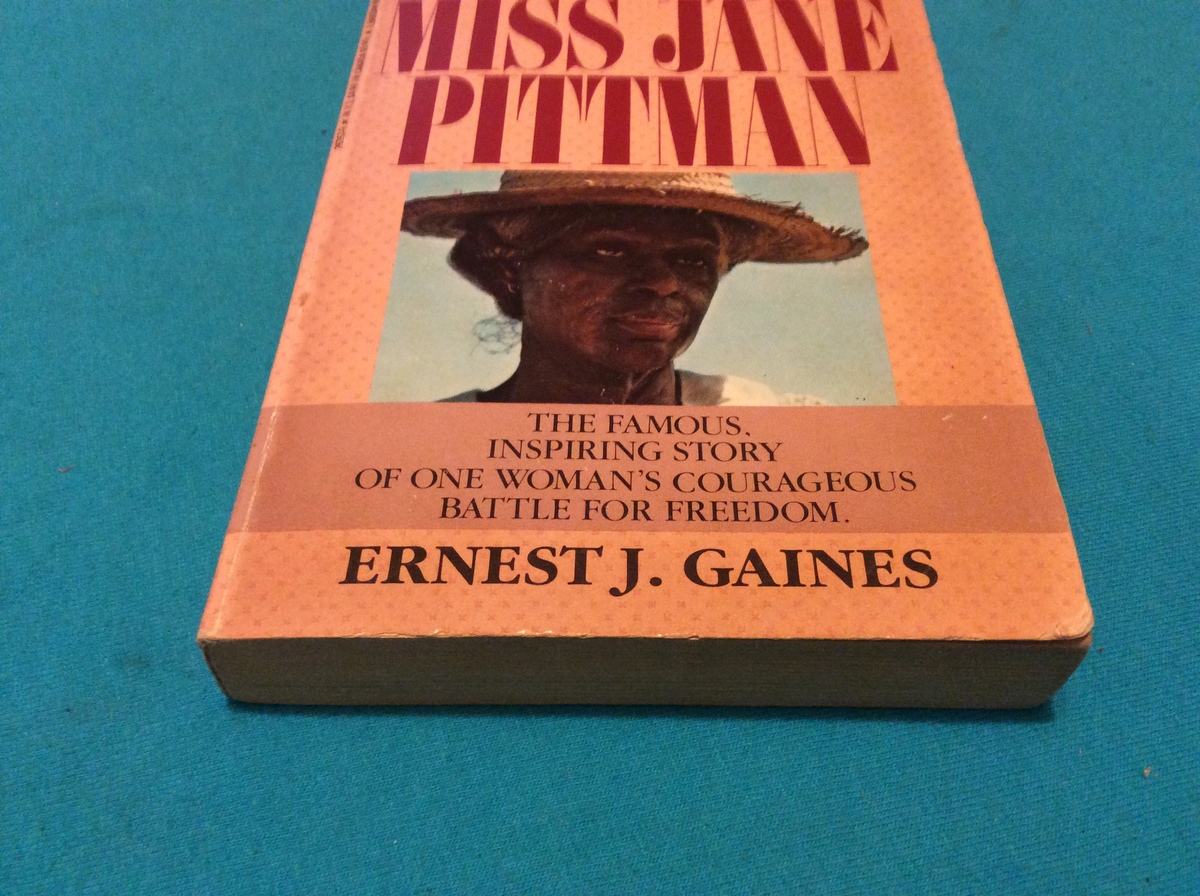 MISS JANE
PITTMAN
THE FAMOUS,
INSPIRING STORY
OF ONE WOMAN'S COURAGEOUS
BATTLE FOR FREEDOM.
ERNEST J. GAINES